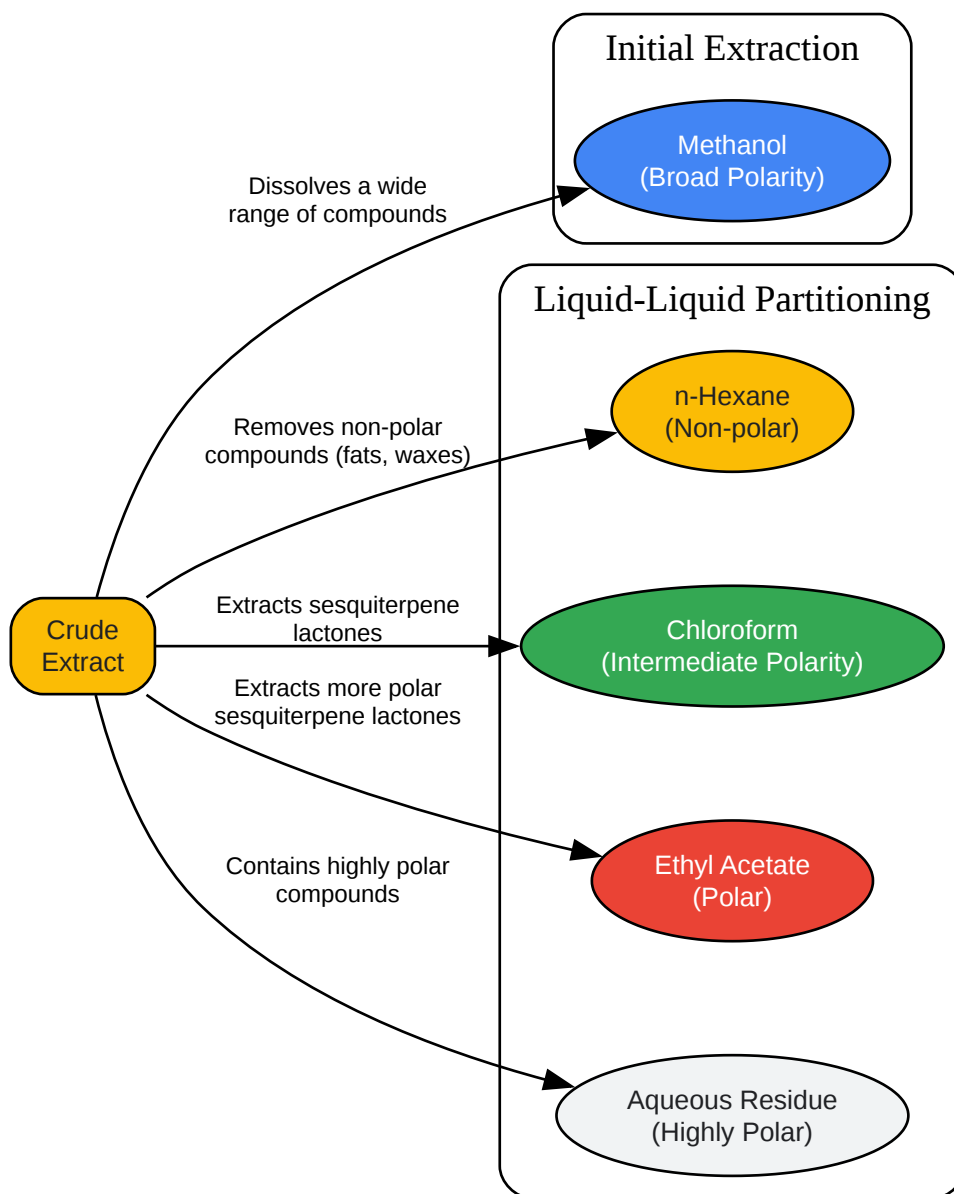 Initial Extraction
Methanol
(Broad Polarity)
Dissolves a wide
range of compounds
Liquid-Liquid Partitioning
n-Hexane
(Non-polar)
Removes non-polar
compounds (fats, waxes)
Crude
Extract
Extracts sesquiterpene
lactones
Chloroform
(Intermediate Polarity)
Extracts more polar
sesquiterpene lactones
Ethyl Acetate
(Polar)
Contains highly polar
compounds
Aqueous Residue
(Highly Polar)